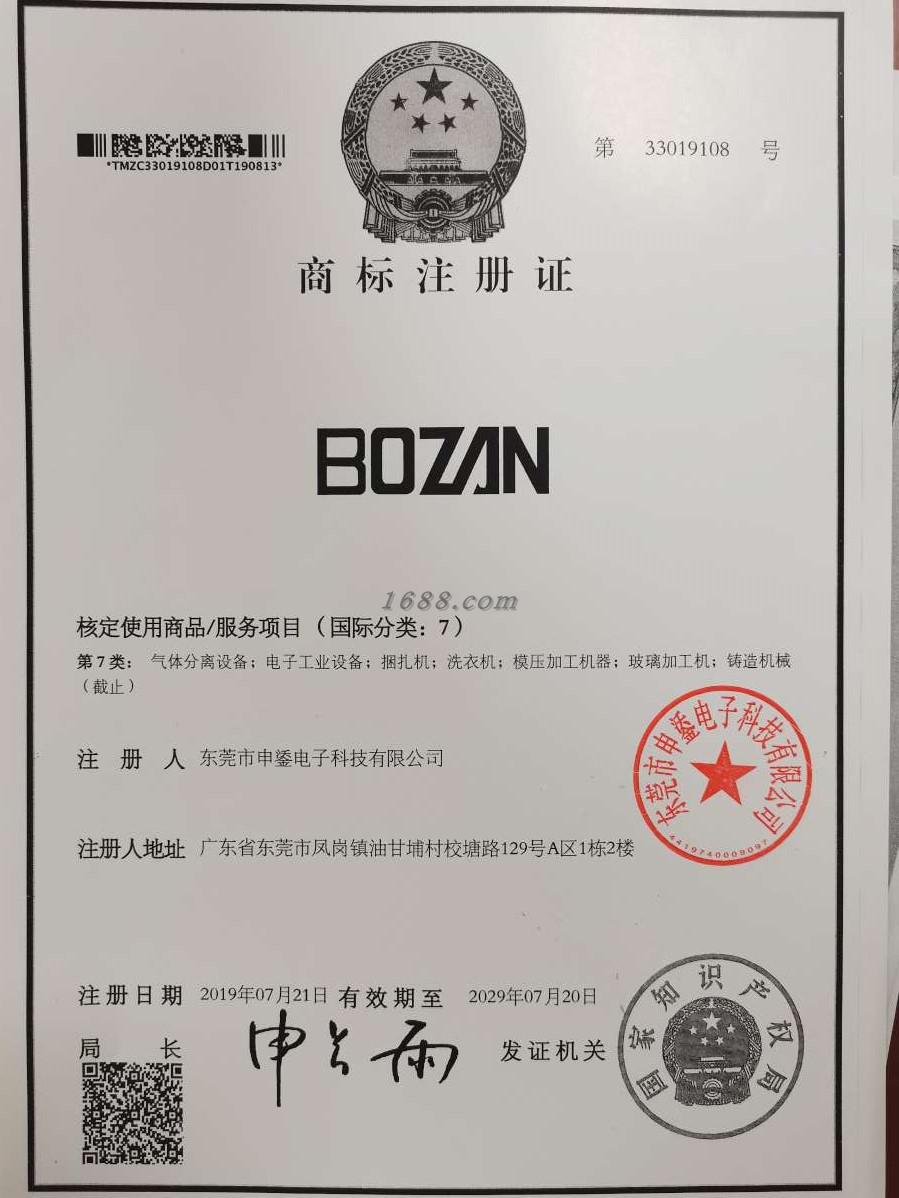 *TMZC33019108D01T190813*
第 33019108 号
商标注册证
BOZAN
1688.com
核定使用商品/服务项目（国际分类：7）
第7类：气体分离设备；电子工业设备；捆扎机；洗衣机；模压加工机器；玻璃加工机；铸造机械
（截止）
注 册 人 东莞市申鋈电子科技有限公司
东莞市申鋈电子科技有限公司
4419740009097
注册人地址 广东省东莞市凤岗镇油甘埔村校塘路129号A区1栋2楼
注册日期 2019年07月21日 有效期至 2029年07月20日
局 长 申长雨 发证机关
国家知识产权局